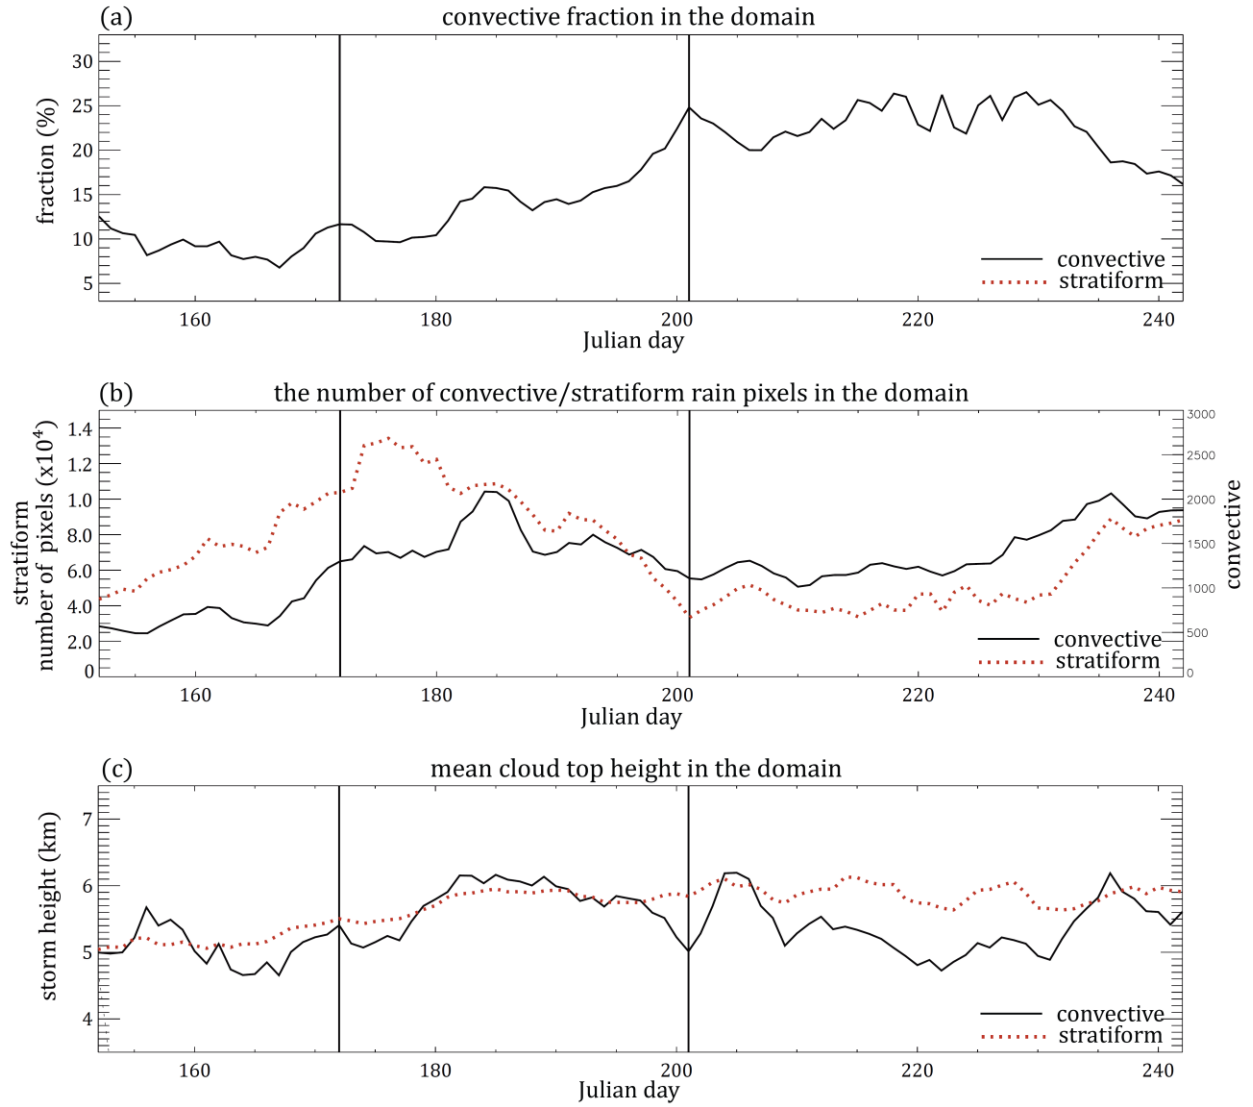 (a) convective fraction in the domain
fraction (%)
30
25
20
15
10
5
convective
stratiform
160 180 200 220 240
Julian day
(b) the number of convective/stratiform rain pixels in the domain
stratiform
number of pixels (x10⁴)
1.4
1.2
1.0
8.0
6.0
4.0
2.0
0
3000
2500
2000
1500
1000
500
0
convective
convective
stratiform
160 180 200 220 240
Julian day
(c) mean cloud top height in the domain
storm height (km)
7
6
5
4
convective
stratiform
160 180 200 220 240
Julian day